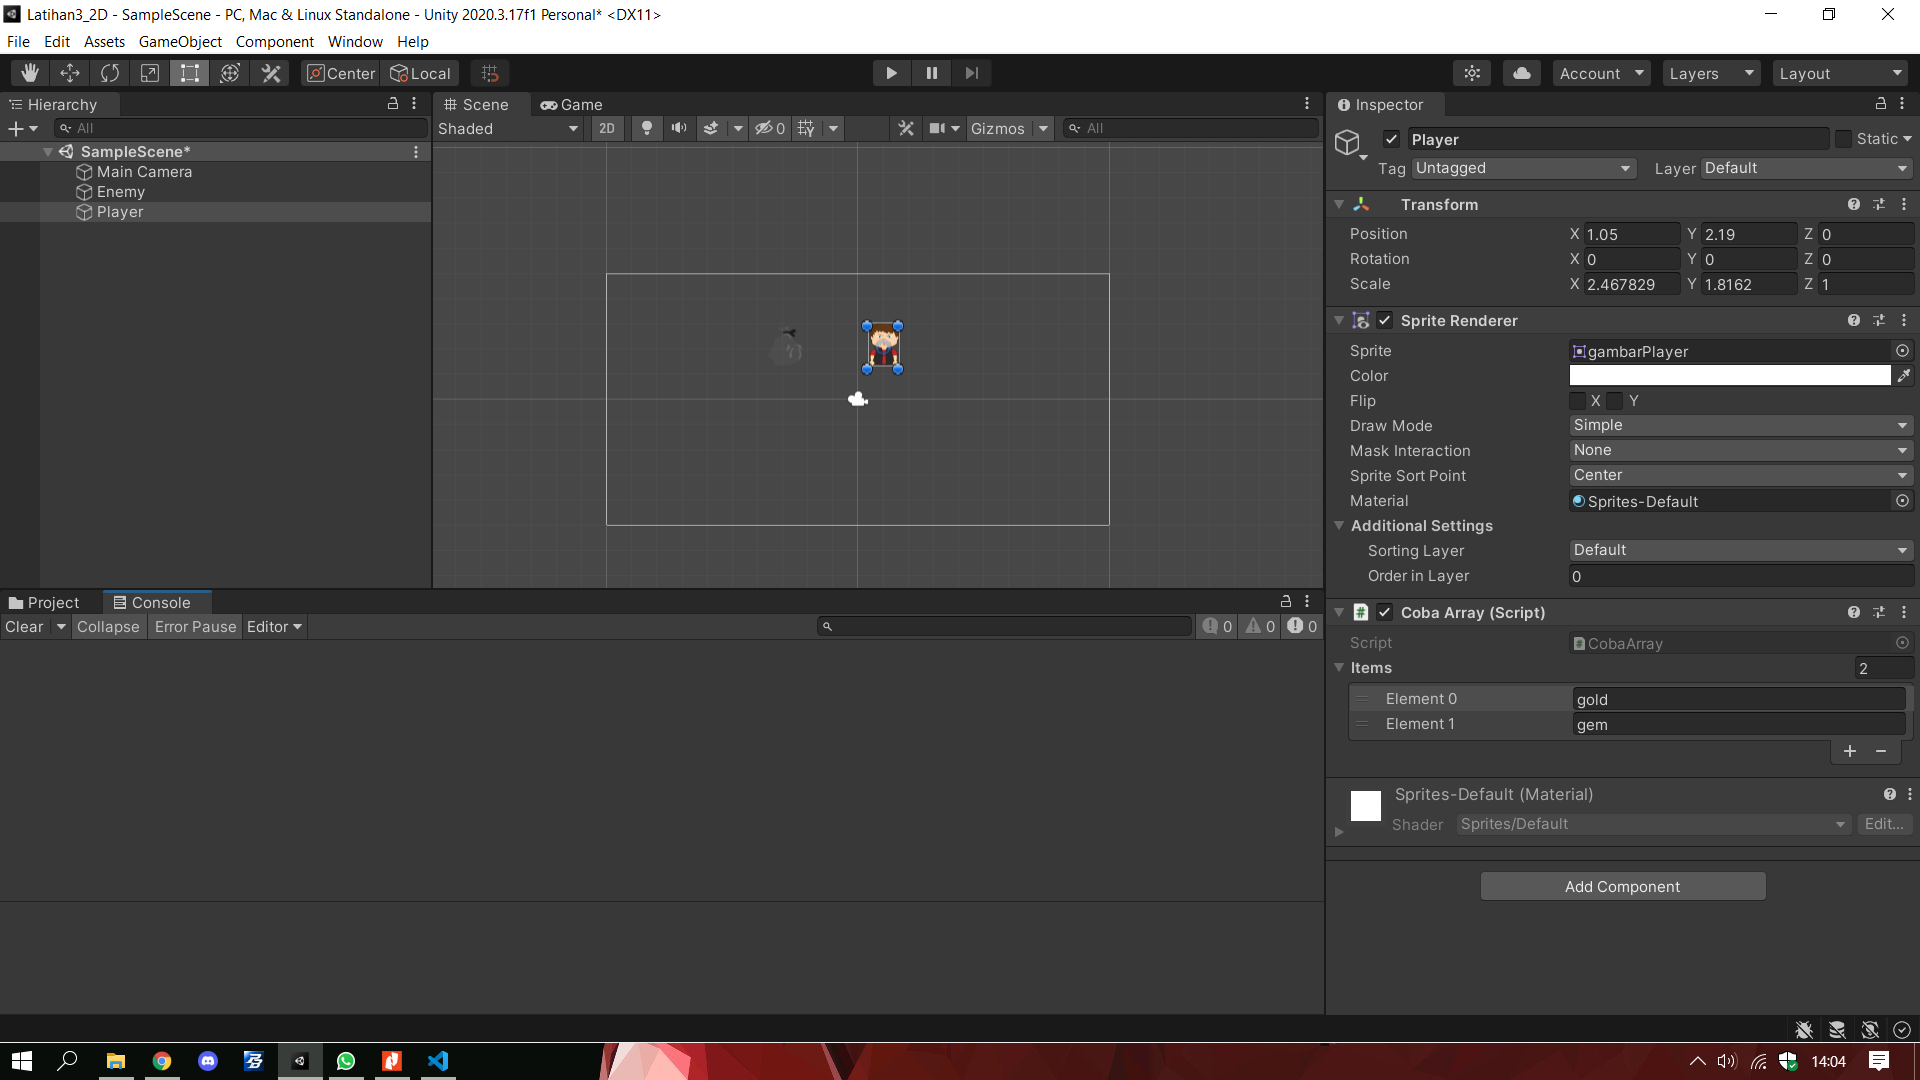 Latihan3_2D - SampleScene - PC, Mac & Linux Standalone - Unity 2020.3.17f1 Personal* <DX11>
File Edit Assets GameObject Component Window Help
Center Local Account Layers Layout
Hierarchy
All
SampleScene*
Main Camera
Enemy
Player
Scene Game
Shaded 2D 0 Gizmos All
Inspector
Player Static
Tag Untagged Layer Default
Transform
Position X 1.05 Y 2.19 Z 0
Rotation X 0 Y 0 Z 0
Scale X 2.467829 Y 1.8162 Z 1
Sprite Renderer
Sprite gambarPlayer
Color
Flip X Y
Draw Mode Simple
Mask Interaction None
Sprite Sort Point Center
Material Sprites-Default
Additional Settings
Sorting Layer Default
Order in Layer 0
Coba Array (Script)
Script CobaArray
Items 2
Element 0 gold
Element 1 gem
Sprites-Default (Material)
Shader Sprites/Default Edit...
Add Component
Project Console
Clear Collapse Error Pause Editor 0 0 0
14:04